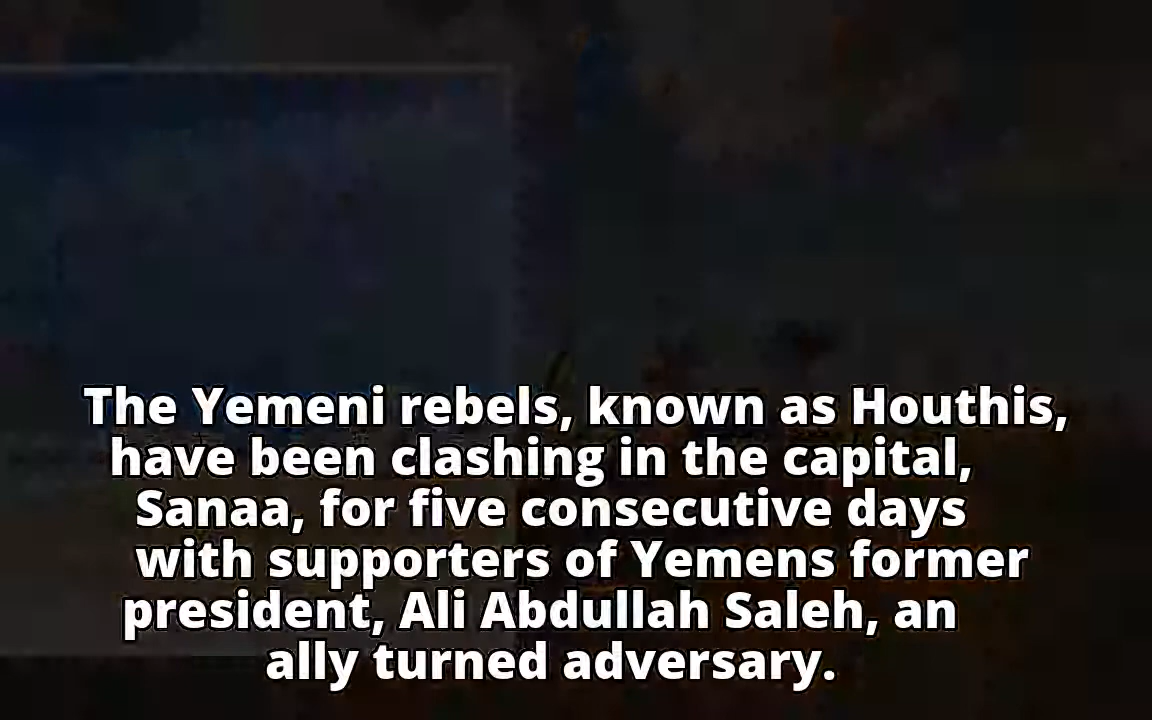 The Yemeni rebels, known as Houthis,
have been clashing in the capital,
Sanaa, for five consecutive days
with supporters of Yemens former
president, Ali Abdullah Saleh, an
ally turned adversary.